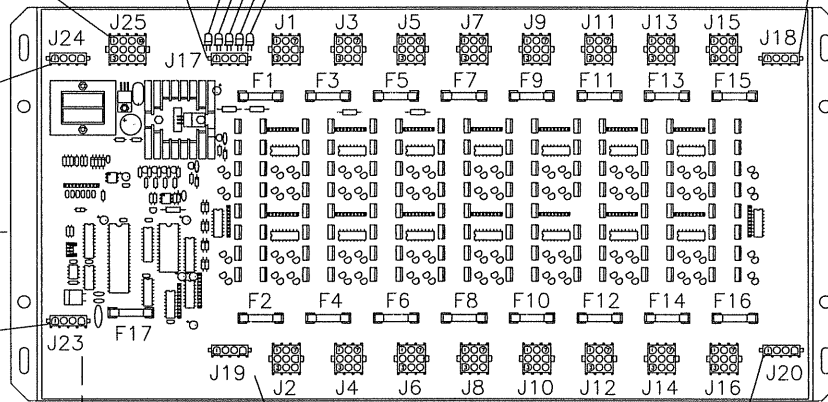 J25 J1 J3 J5 J7 J9 J11 J13 J15
J24 J17 J18
F1 F3 F5 F7 F9 F11 F13 F15
F2 F4 F6 F8 F10 F12 F14 F16
F17
J23
J19 J20
J2 J4 J6 J8 J10 J12 J14 J16